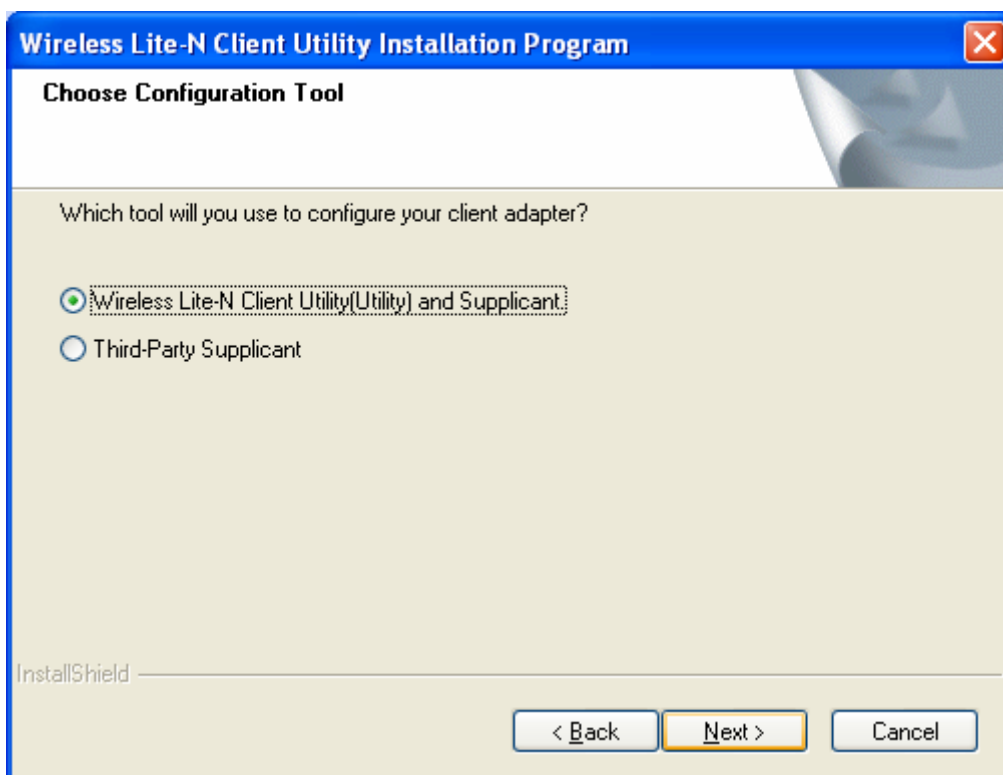 Wireless Lite-N Client Utility Installation Program
Choose Configuration Tool
Which tool will you use to configure your client adapter?
Wireless Lite-N Client Utility(Utility) and Supplicant.
Third-Party Supplicant
InstallShield
< Back
Next >
Cancel